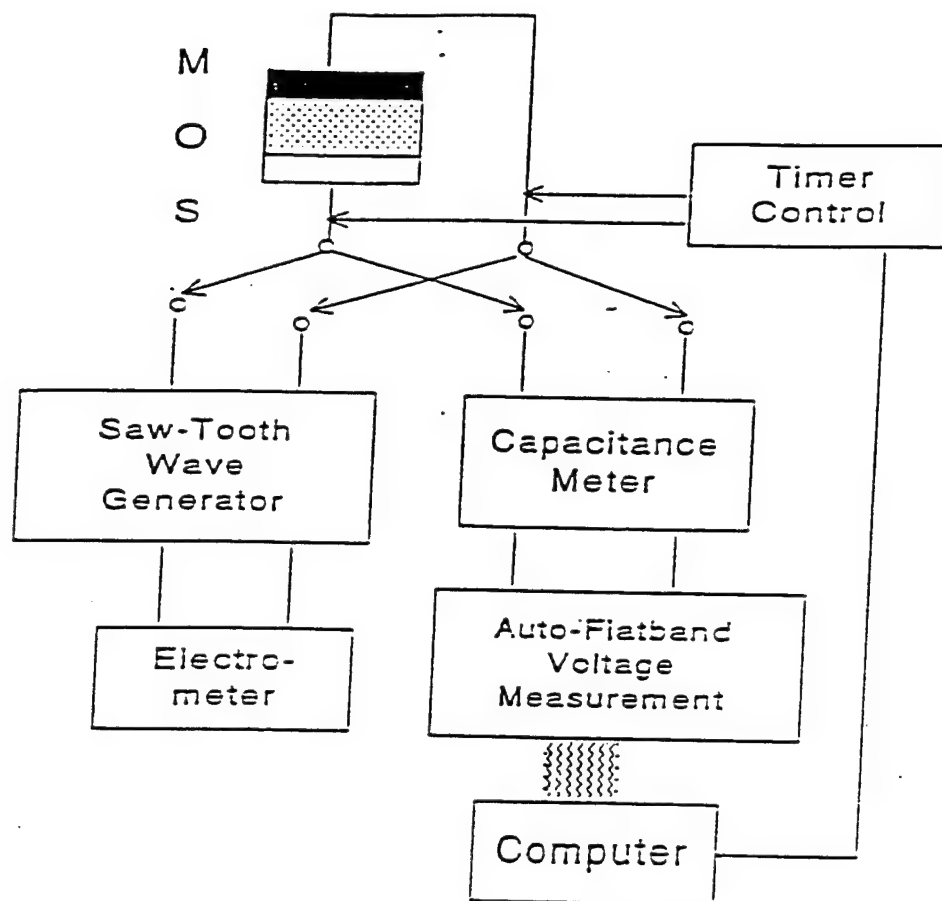 M
O
S
Timer
Control
Saw-Tooth
Wave
Generator
Capacitance
Meter
Electro-
meter
Auto-Flatband
Voltage
Measurement
Computer